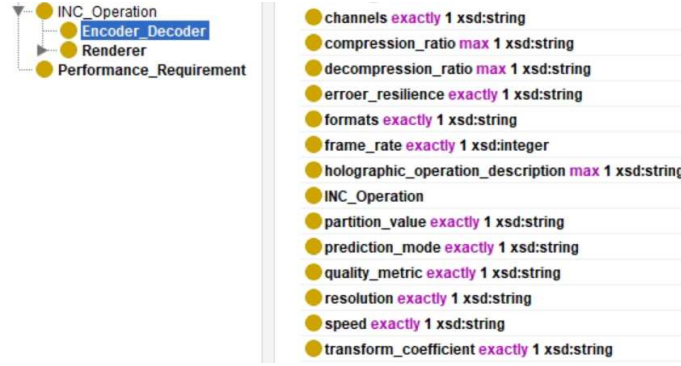 INC_Operation
Encoder_Decoder
Renderer
Performance_Requirement
channels exactly 1 xsd:string
compression_ratio max 1 xsd:string
decompression_ratio max 1 xsd:string
erroer_resilience exactly 1 xsd:string
formats exactly 1 xsd:string
frame_rate exactly 1 xsd:integer
holographic_operation_description max 1 xsd:string
INC_Operation
partition_value exactly 1 xsd:string
prediction_mode exactly 1 xsd:string
quality_metric exactly 1 xsd:string
resolution exactly 1 xsd:string
speed exactly 1 xsd:string
transform_coefficient exactly 1 xsd:string